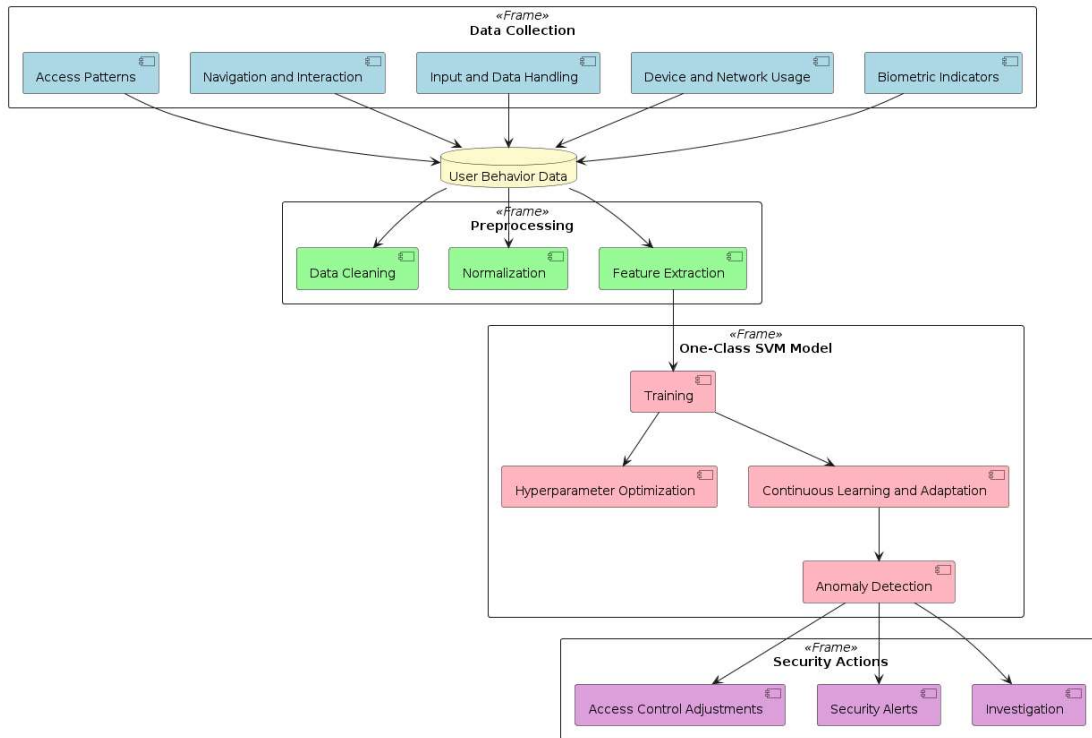 «Frame»
Data Collection
Access Patterns
Navigation and Interaction
Input and Data Handling
Device and Network Usage
Biometric Indicators
User Behavior Data
«Frame»
Preprocessing
Data Cleaning
Normalization
Feature Extraction
«Frame»
One-Class SVM Model
Training
Hyperparameter Optimization
Continuous Learning and Adaptation
Anomaly Detection
«Frame»
Security Actions
Access Control Adjustments
Security Alerts
Investigation